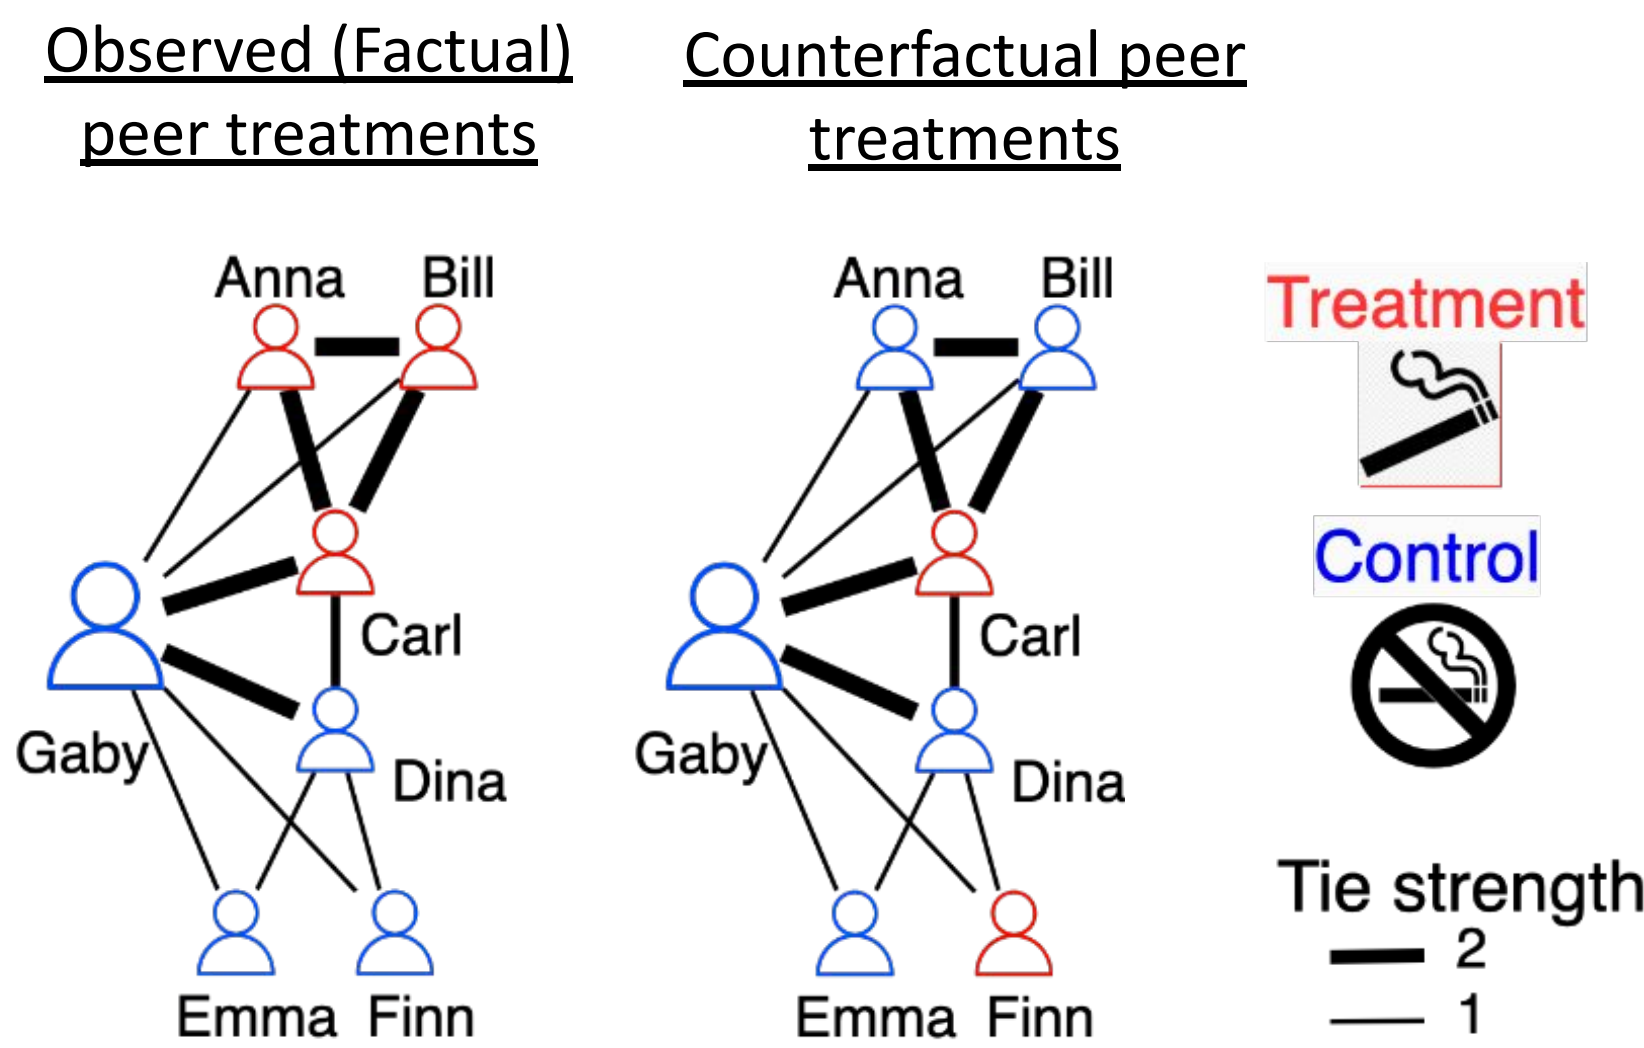 Observed (Factual)
peer treatments
Counterfactual peer
treatments
Anna
Bill
Carl
Gaby
Dina
Emma
Finn
Anna
Bill
Carl
Gaby
Dina
Emma
Finn
Treatment
Control
Tie strength
2
1